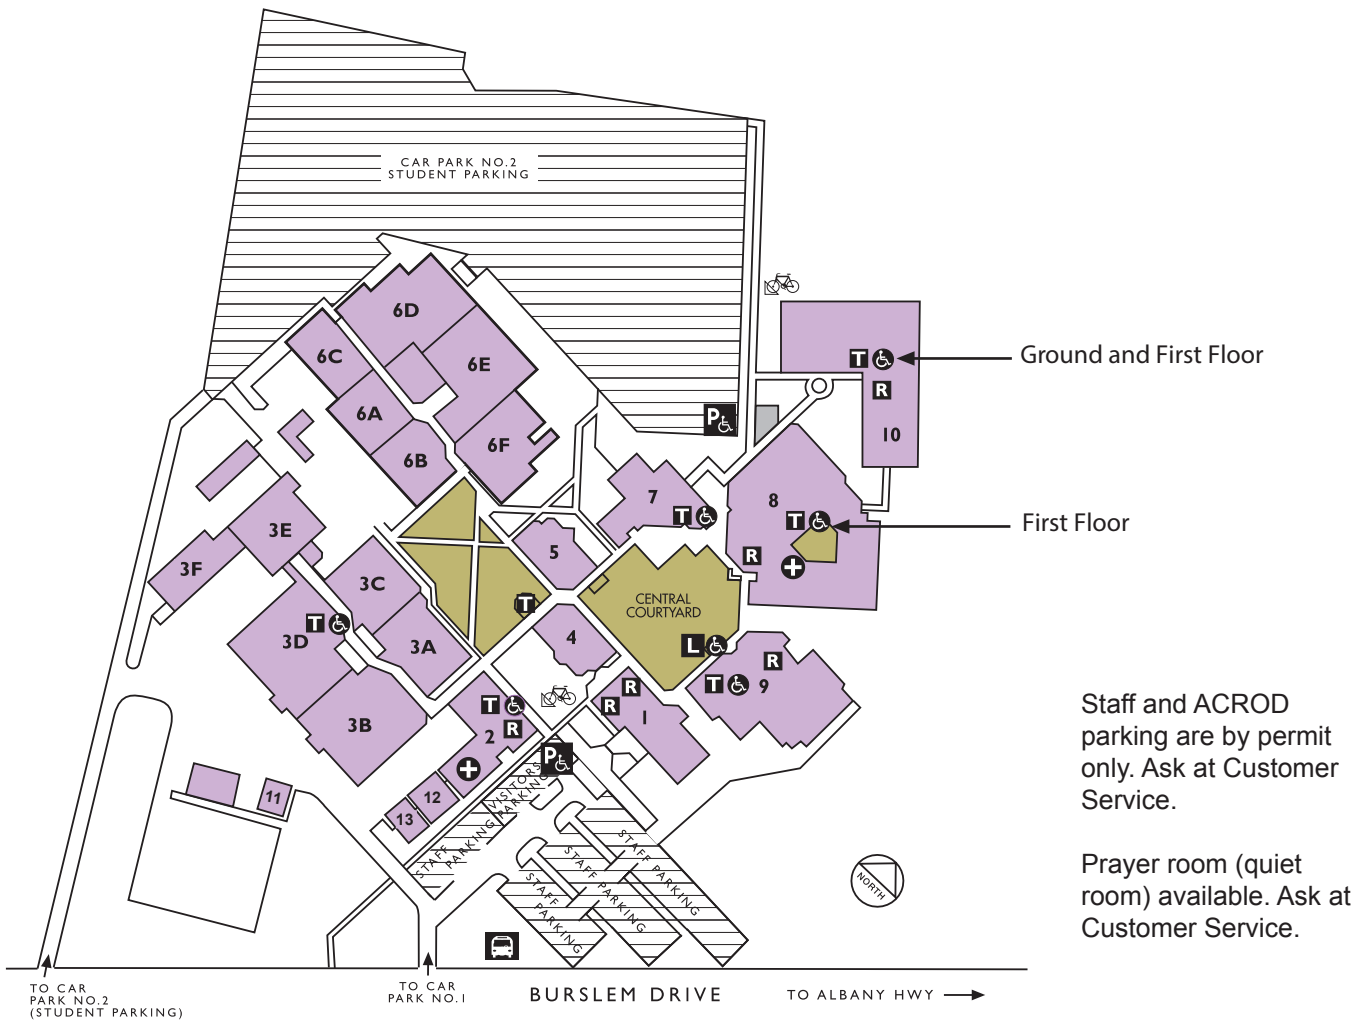 CAR PARK NO.2
STUDENT PARKING
6D
6C
6E
6A
6F
6B
T
R
10
Ground and First Floor
P
7
T
8
T
First Floor
R
3E
3F
5
3C
CENTRAL
COURTYARD
T
T
3D
3A
4
L
R
T
9
3B
T
R
2
R
R
1
P
11
12
13
VISITORS
PARKING
STAFF
PARKING
STAFF PARKING
STAFF PARKING
STAFF
PARKING
NORTH
Staff and ACROD
parking are by permit
only. Ask at Customer
Service.
Prayer room (quiet
room) available. Ask at
Customer Service.
TO CAR
PARK NO.2
(STUDENT PARKING)
TO CAR
PARK NO.1
BURSLEM DRIVE
TO ALBANY HWY